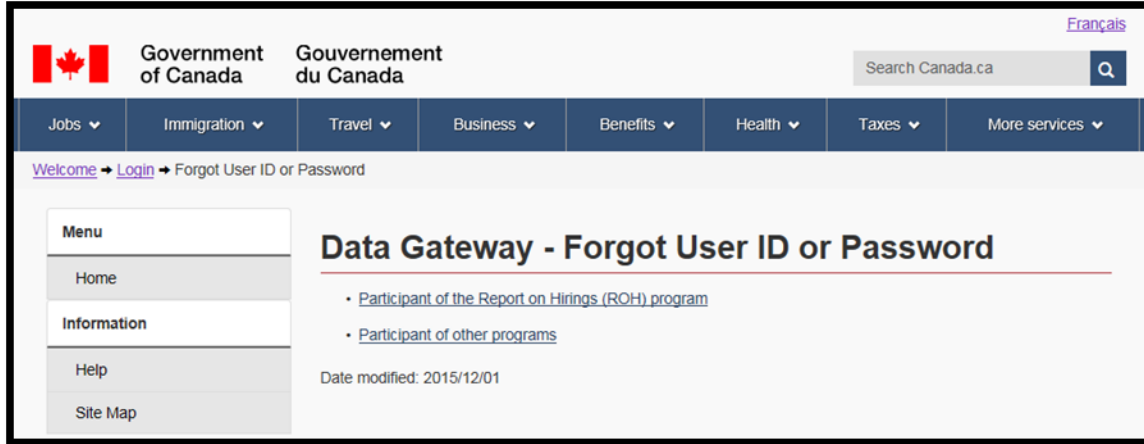 Français
Government of Canada
Gouvernement du Canada
Search Canada.ca
Jobs Immigration Travel Business Benefits Health Taxes More services
Welcome → Login → Forgot User ID or Password
Menu
Home
Information
Help
Site Map
Data Gateway - Forgot User ID or Password
• Participant of the Report on Hirings (ROH) program
• Participant of other programs
Date modified: 2015/12/01